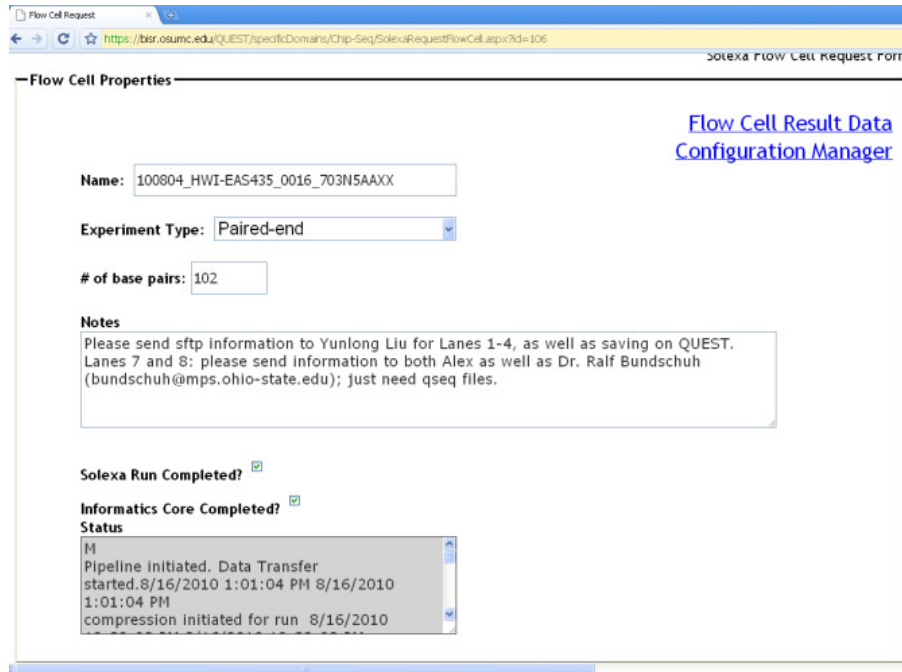 Flow Cell Request
https://bisr.osumc.edu/QUEST/specificDomains/Chip-Seq/SolexaRequestFlowCell.aspx?id=106
Solexa Flow Cell Request Form
Flow Cell Properties
Flow Cell Result Data
Configuration Manager
Name: 100804_HWI-EAS435_0016_703N5AAXX
Experiment Type: Paired-end
# of base pairs: 102
Notes
Please send sftp information to Yunlong Liu for Lanes 1-4, as well as saving on QUEST.
Lanes 7 and 8: please send information to both Alex as well as Dr. Ralf Bundschuh
(bundschuh@mps.ohio-state.edu); just need qseq files.
Solexa Run Completed?
Informatics Core Completed?
Status
M
Pipeline initiated. Data Transfer
started.8/16/2010 1:01:04 PM 8/16/2010
1:01:04 PM
compression initiated for run 8/16/2010